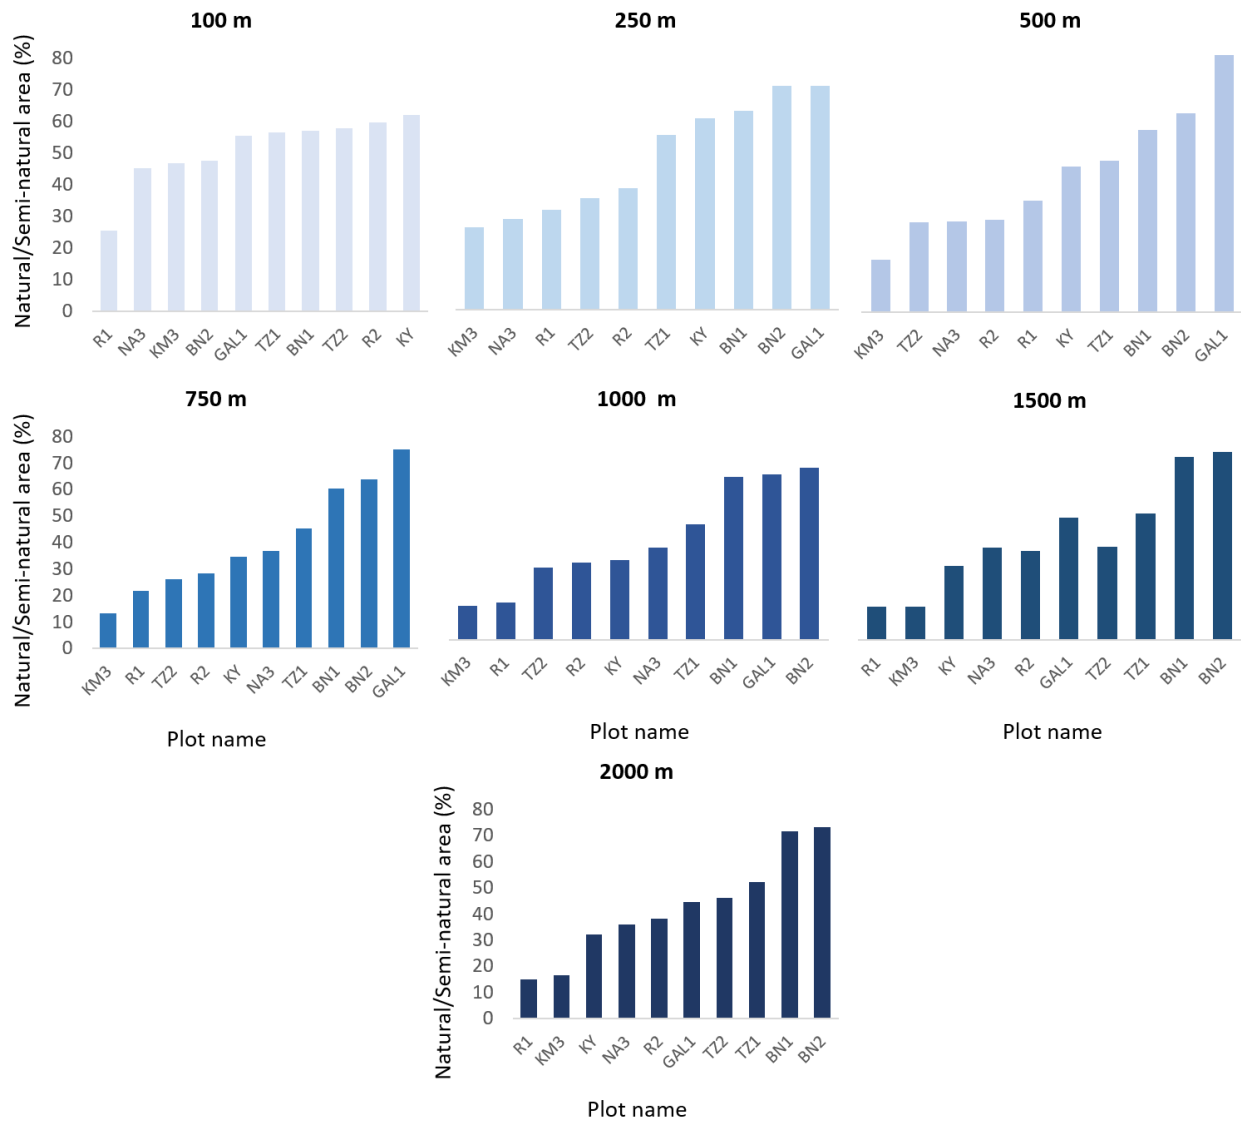 100 m
250 m
500 m
Natural/Semi-natural area (%)
80
70
60
50
40
30
20
10
0
R1 NA3 KM3 BN2 GAL1 TZ1 BN1 TZ2 R2 KY
KM3 NA3 R1 TZ2 R2 TZ1 KY BN1 BN2 GAL1
KM3 TZ2 NA3 R2 R1 KY TZ1 BN1 BN2 GAL1
750 m
1000 m
1500 m
Natural/Semi-natural area (%)
80
70
60
50
40
30
20
10
0
KM3 R1 TZ2 R2 KY NA3 TZ1 BN1 BN2 GAL1
KM3 R1 TZ2 R2 KY NA3 TZ1 BN1 GAL1 BN2
R1 KM3 KY NA3 R2 GAL1 TZ2 TZ1 BN1 BN2
Plot name
Plot name
Plot name
2000 m
Natural/Semi-natural area (%)
80
70
60
50
40
30
20
10
0
R1 KM3 KY NA3 R2 GAL1 TZ2 TZ1 BN1 BN2
Plot name